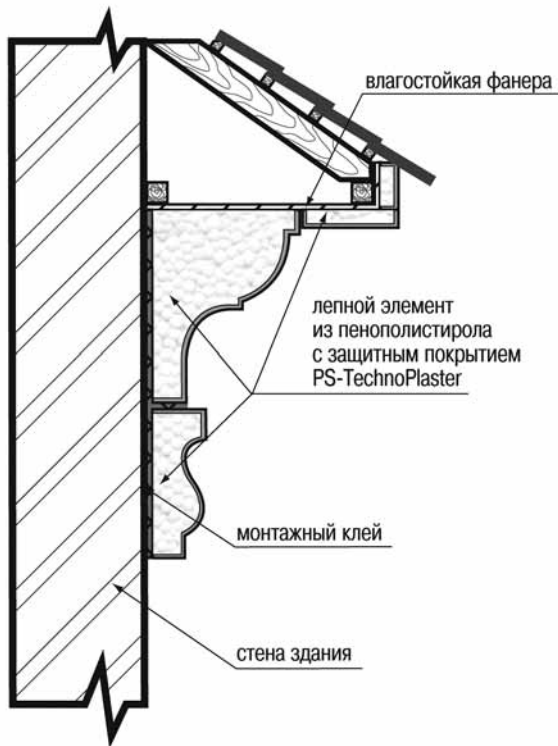 влагостойкая фанера
лепной элемент
из пенополистирола
с защитным покрытием
PS-TechnoPlaster
монтажный клей
стена здания